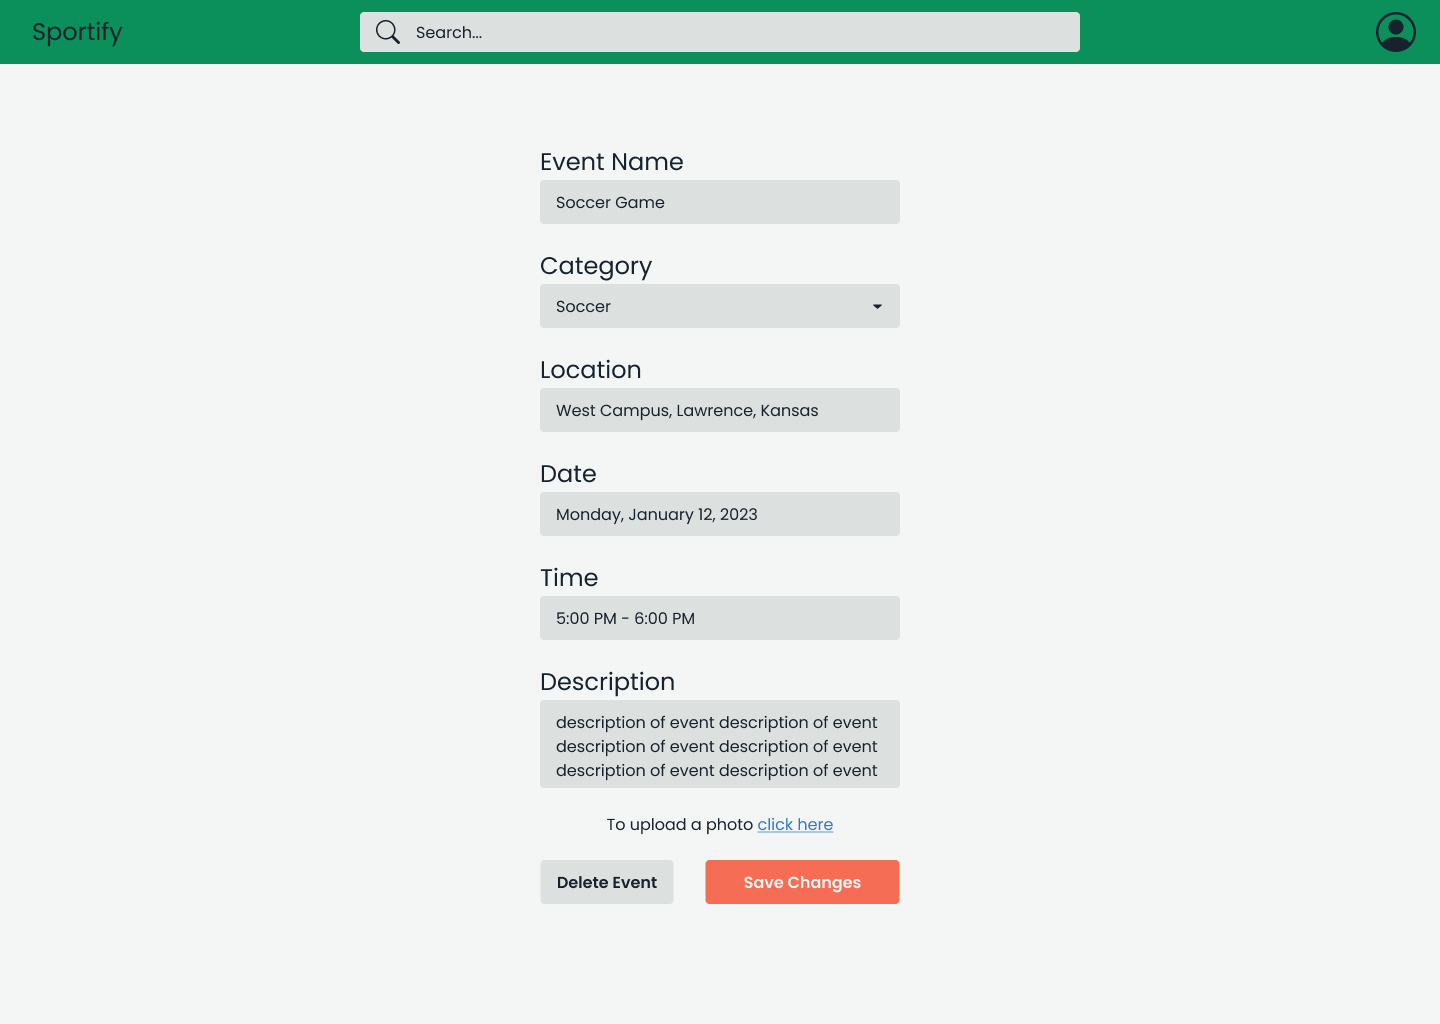 Sportify
Search...
Event Name
Soccer Game
Category
Soccer
Location
West Campus, Lawrence, Kansas
Date
Monday, January 12, 2023
Time
5:00 PM - 6:00 PM
Description
description of event description of event
description of event description of event
description of event description of event
To upload a photo click here
Delete Event
Save Changes